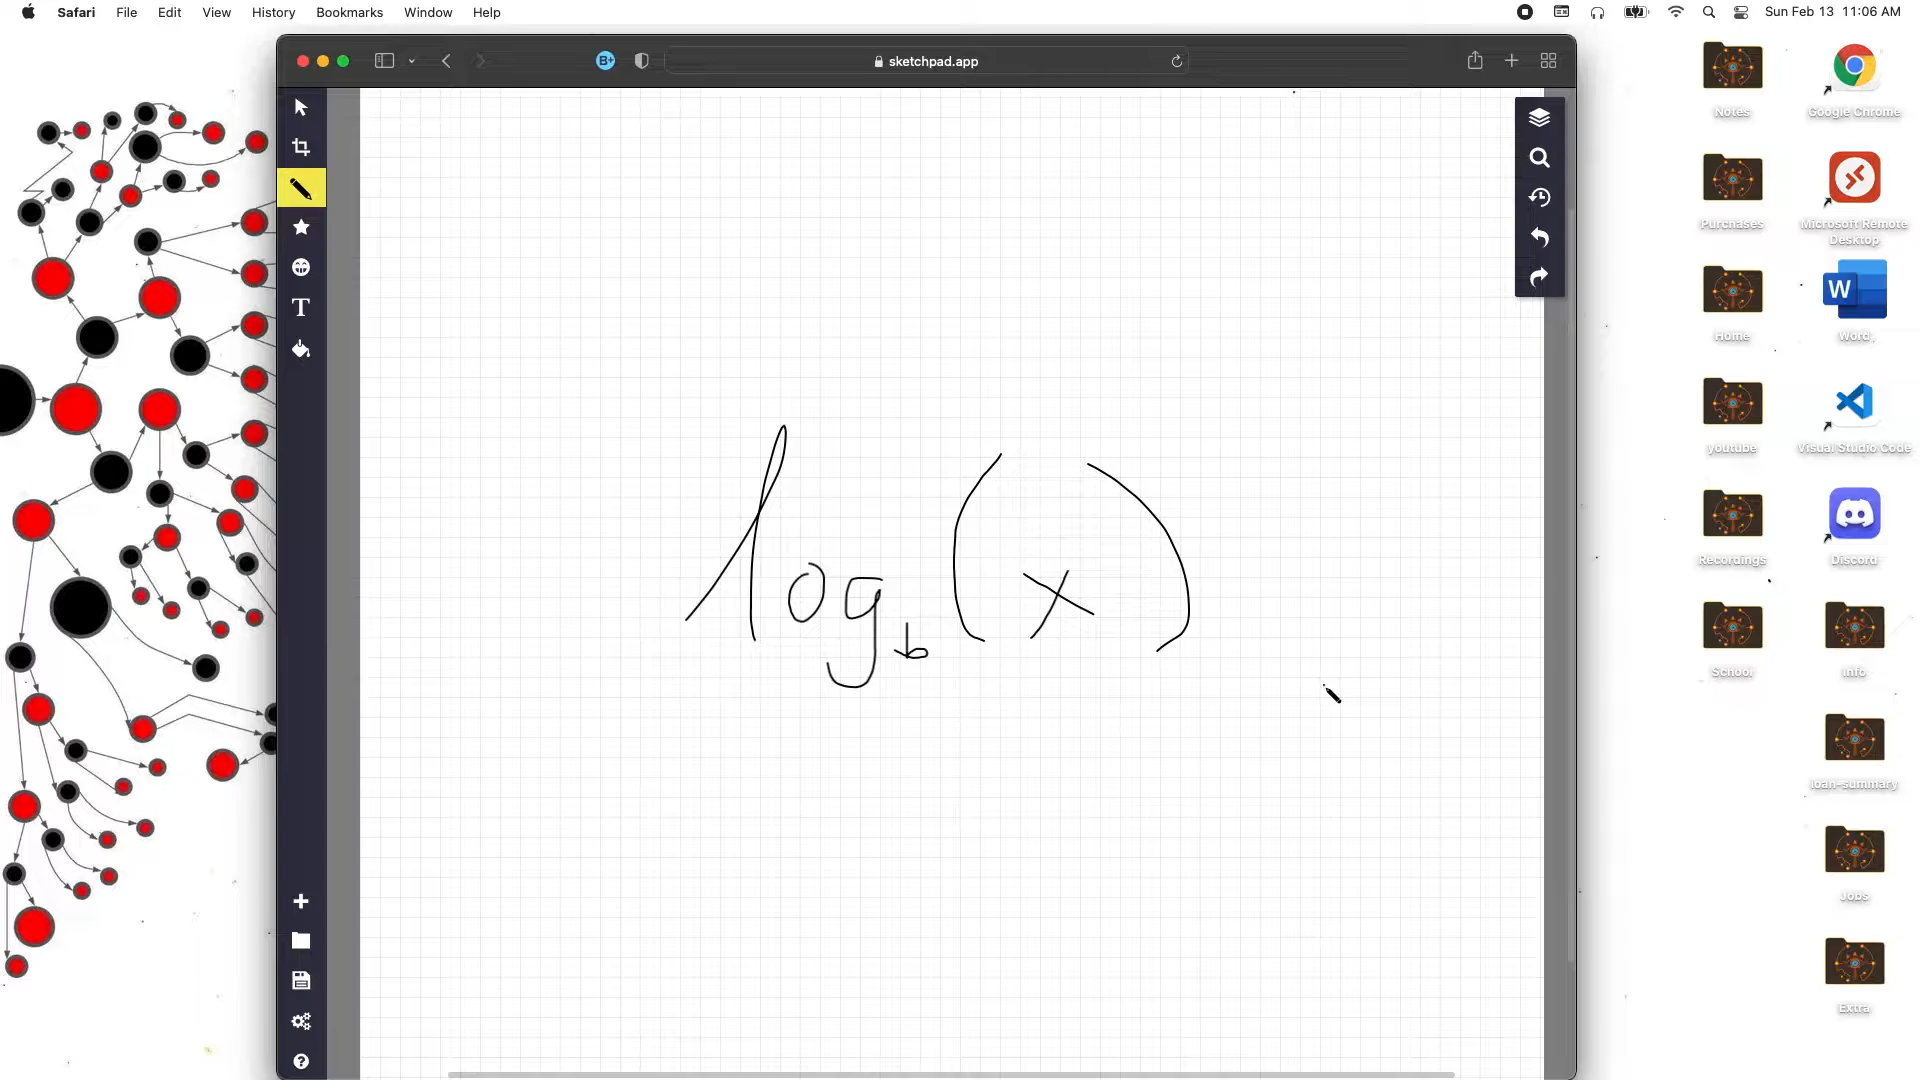 Safari File Edit View History Bookmarks Window Help Sun Feb 13 11:06 AM
sketchpad.app
Notes Google Chrome
Purchases Microsoft Remote Desktop
Home Word
youtube Visual Studio Code
Recordings Discord
School Info
loan-summary
Jobs
Extra
B+
T
W
log_b(x)
?